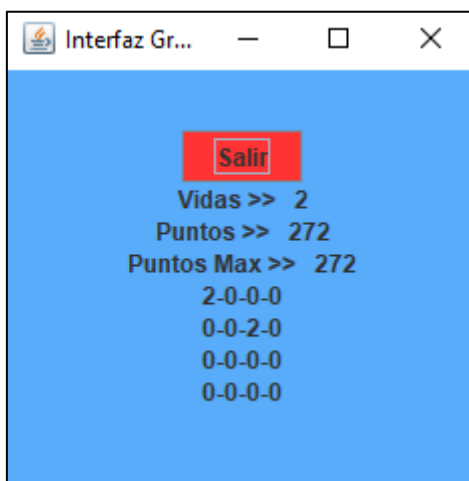 Interfaz Gr...
Salir
Vidas >> 2
Puntos >> 272
Puntos Max >> 272
2-0-0-0
0-0-2-0
0-0-0-0
0-0-0-0